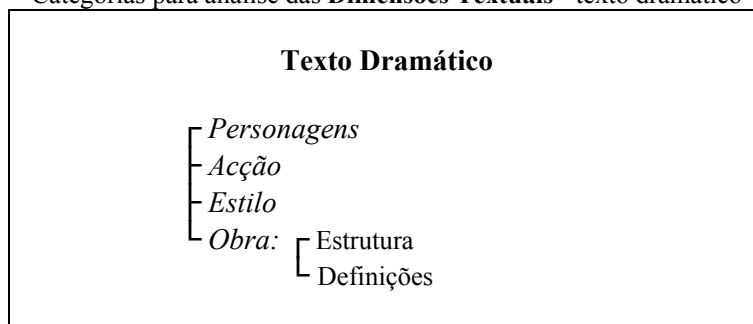 Categorias para análise das Dimensões Textuais - texto dramático
Texto Dramático
Personagens
Acção
Estilo
Obra: Estrutura
Definições